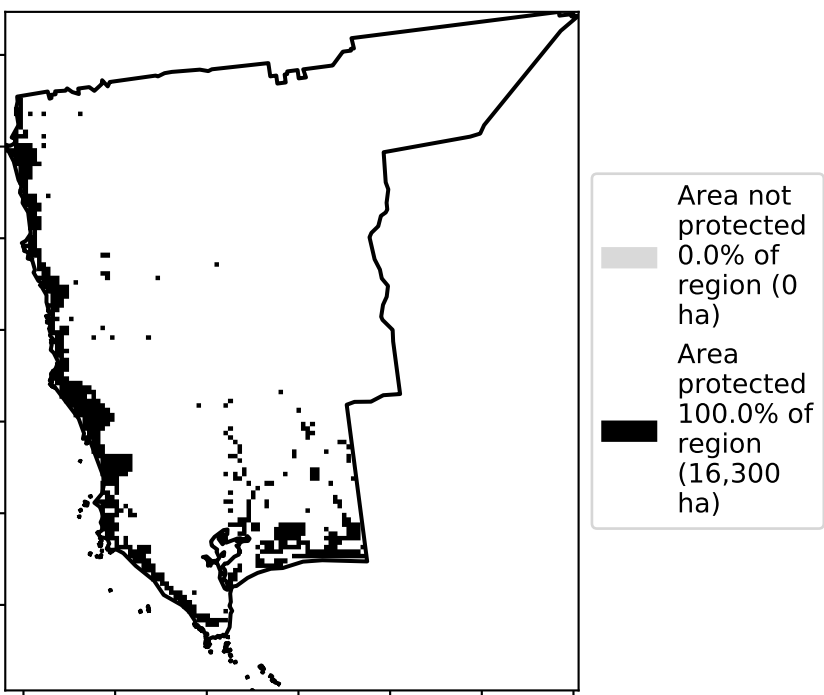 Area not
protected
0.0% of
region (0
ha)
Area
protected
100.0% of
region
(16,300
ha)